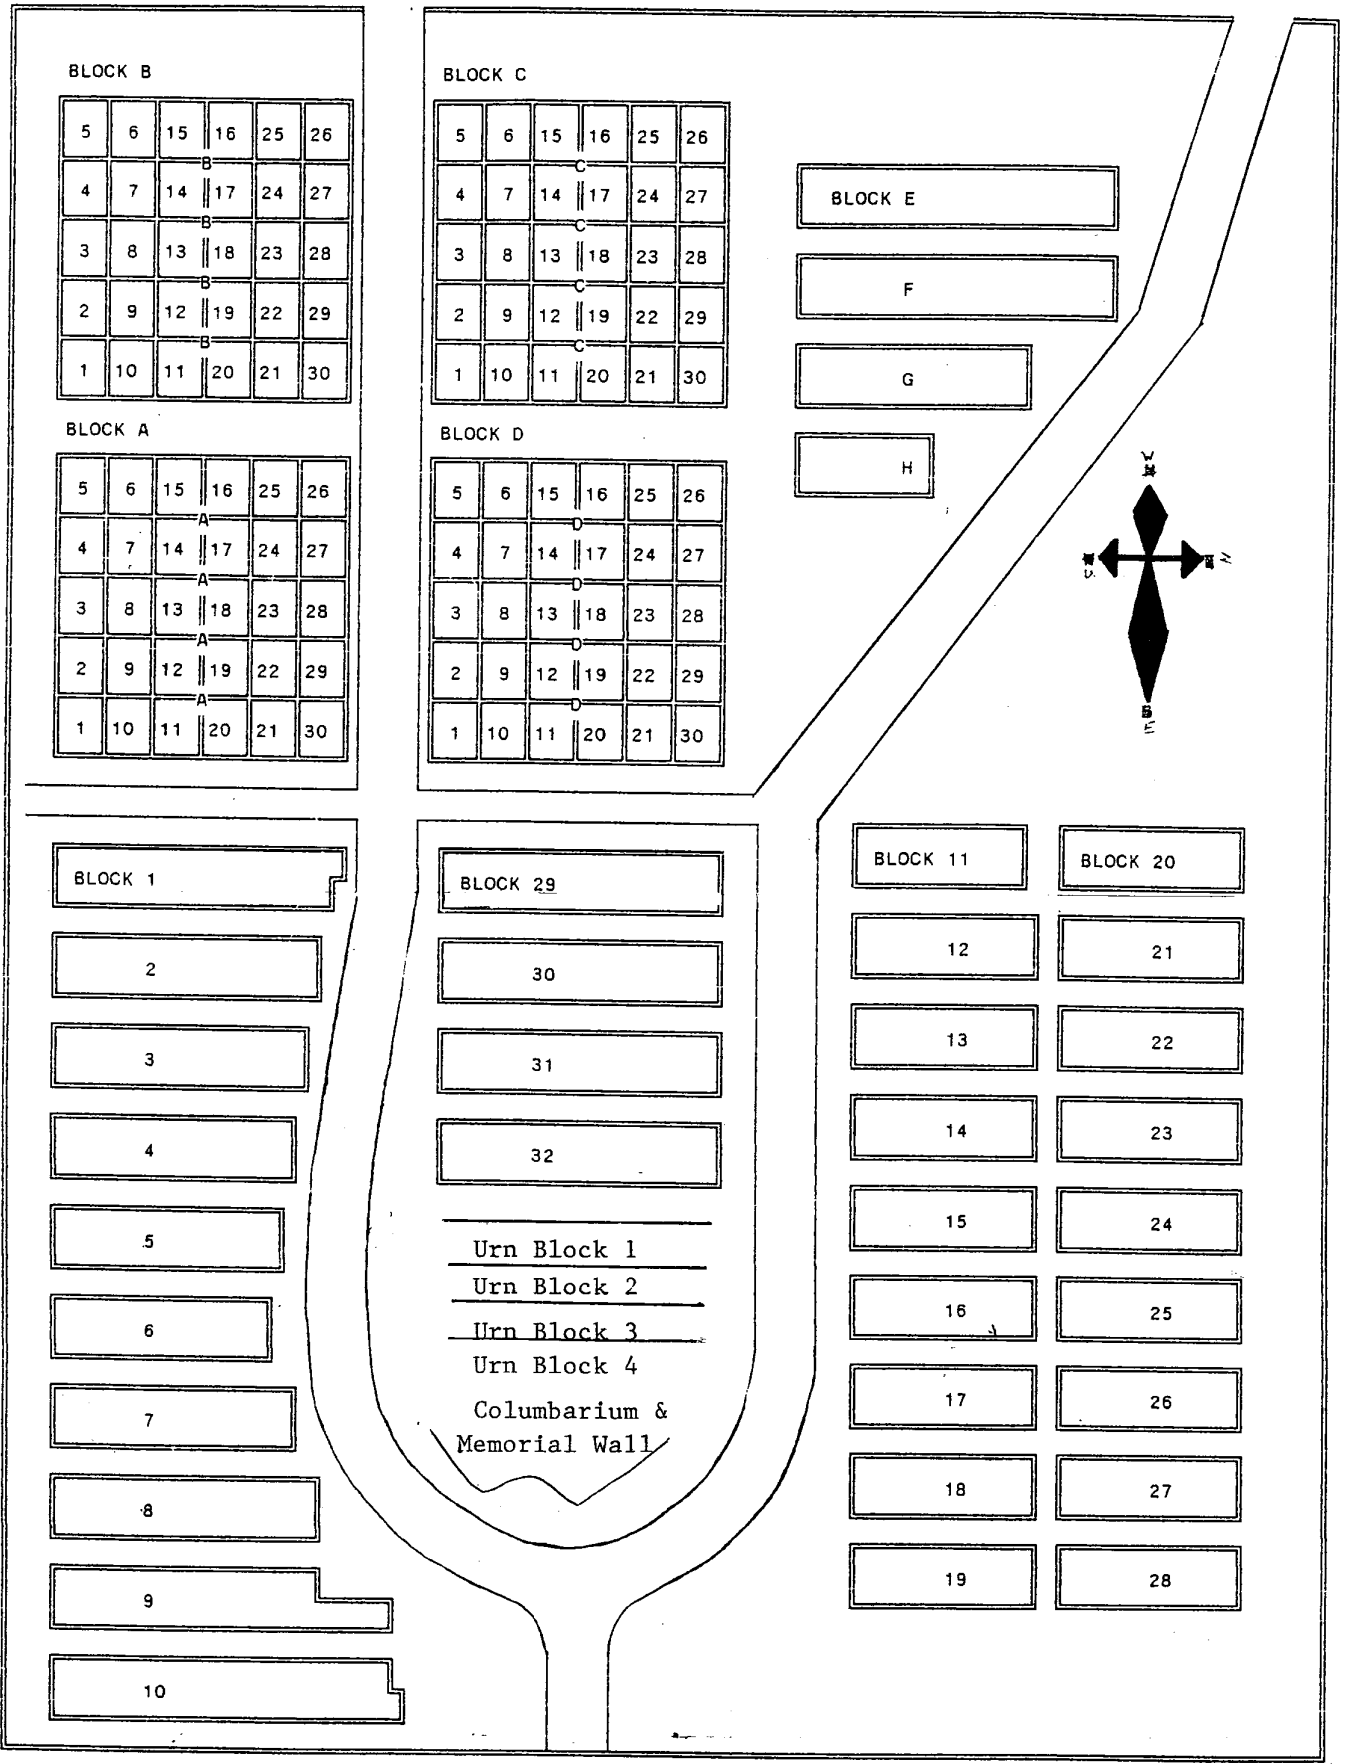 BLOCK B
5 6 15 16 25 26
B
4 7 14 17 24 27
B
3 8 13 18 23 28
B
2 9 12 19 22 29
B
1 10 11 20 21 30
BLOCK C
5 6 15 16 25 26
C
4 7 14 17 24 27
C
3 8 13 18 23 28
C
2 9 12 19 22 29
C
1 10 11 20 21 30
BLOCK E
F
G
H
BLOCK A
5 6 15 16 25 26
A
4 7 14 17 24 27
A
3 8 13 18 23 28
A
2 9 12 19 22 29
A
1 10 11 20 21 30
BLOCK D
5 6 15 16 25 26
D
4 7 14 17 24 27
D
3 8 13 18 23 28
D
2 9 12 19 22 29
D
1 10 11 20 21 30
W
N
E
BLOCK 1
2
3
4
5
6
7
8
9
10
BLOCK 29
30
31
32
Urn Block 1
Urn Block 2
Urn Block 3
Urn Block 4
Columbarium &
Memorial Wall
BLOCK 11
12
13
14
15
16
17
18
19
BLOCK 20
21
22
23
24
25
26
27
28